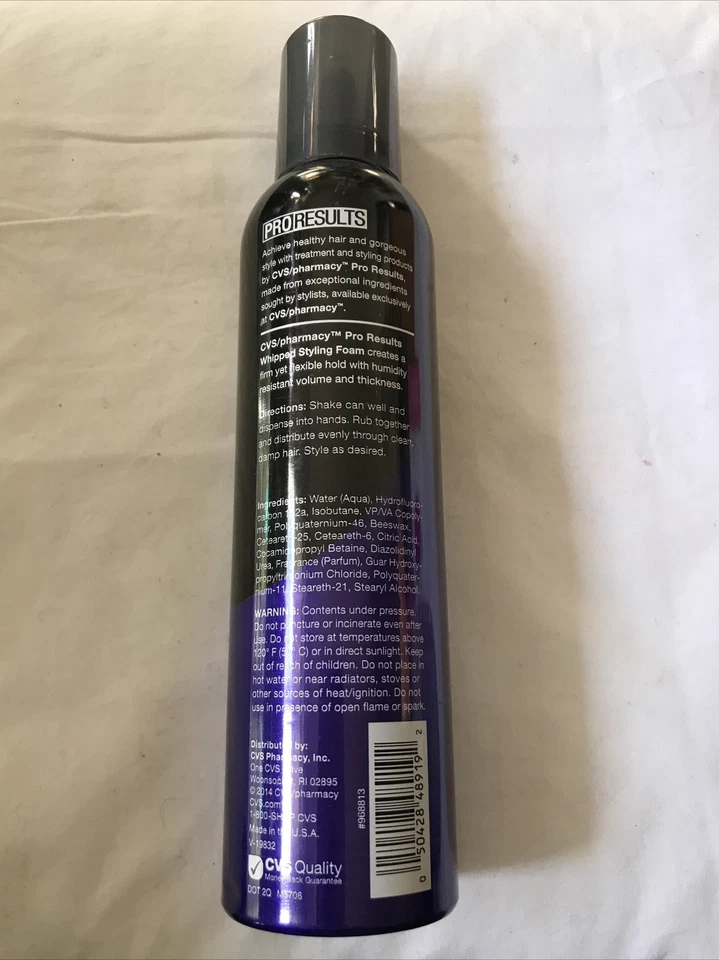 PRORESULTS
Achieve healthy hair and gorgeous
style with treatment and styling products
by CVS/pharmacy™ Pro Results,
made from exceptional ingredients
sought by stylists, available exclusively
at CVS/pharmacy™.
CVS/pharmacy™ Pro Results
Whipped Styling Foam creates a
firm yet flexible hold with humidity
resistant volume and thickness.
Directions: Shake can well and
dispense into hands. Rub together
and distribute evenly through clean,
damp hair. Style as desired.
Ingredients: Water (Aqua), Hydrofluoro-
carbon 152a, Isobutane, VP/VA Copoly-
mer, Polyquaternium-46, Beeswax,
Ceteareth-25, Ceteareth-6, Citric Acid,
Cocamidopropyl Betaine, Diazolidinyl
Urea, Fragrance (Parfum), Guar Hydroxy-
propyltrimonium Chloride, Polyquater-
nium-11, Steareth-21, Stearyl Alcohol.
WARNING: Contents under pressure.
Do not puncture or incinerate even after
use. Do not store at temperatures above
120° F (50° C) or in direct sunlight. Keep
out of reach of children. Do not place in
hot water or near radiators, stoves or
other sources of heat/ignition. Do not
use in presence of open flame or spark.
Distributed by:
CVS Pharmacy, Inc.
One CVS Drive
Woonsocket, RI 02895
© 2014 CVS/pharmacy
CVS.com
1-800-SHOP CVS
Made in the U.S.A.
V-19832
CVS Quality
Money Back Guarantee
DOT 2Q M5706
#968813
0 50428 48919 2